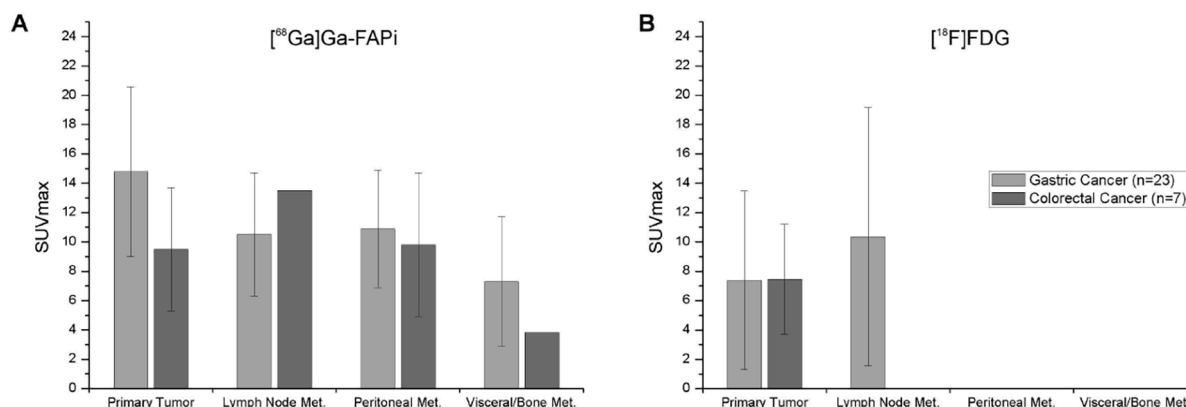 A
[⁶⁸Ga]Ga-FAPi
SUVmax
24
22
20
18
16
14
12
10
8
6
4
2
0
Primary Tumor
Lymph Node Met.
Peritoneal Met.
Visceral/Bone Met.
B
[¹⁸F]FDG
SUVmax
24
22
20
18
16
14
12
10
8
6
4
2
0
Gastric Cancer (n=23)
Colorectal Cancer (n=7)
Primary Tumor
Lymph Node Met.
Peritoneal Met.
Visceral/Bone Met.